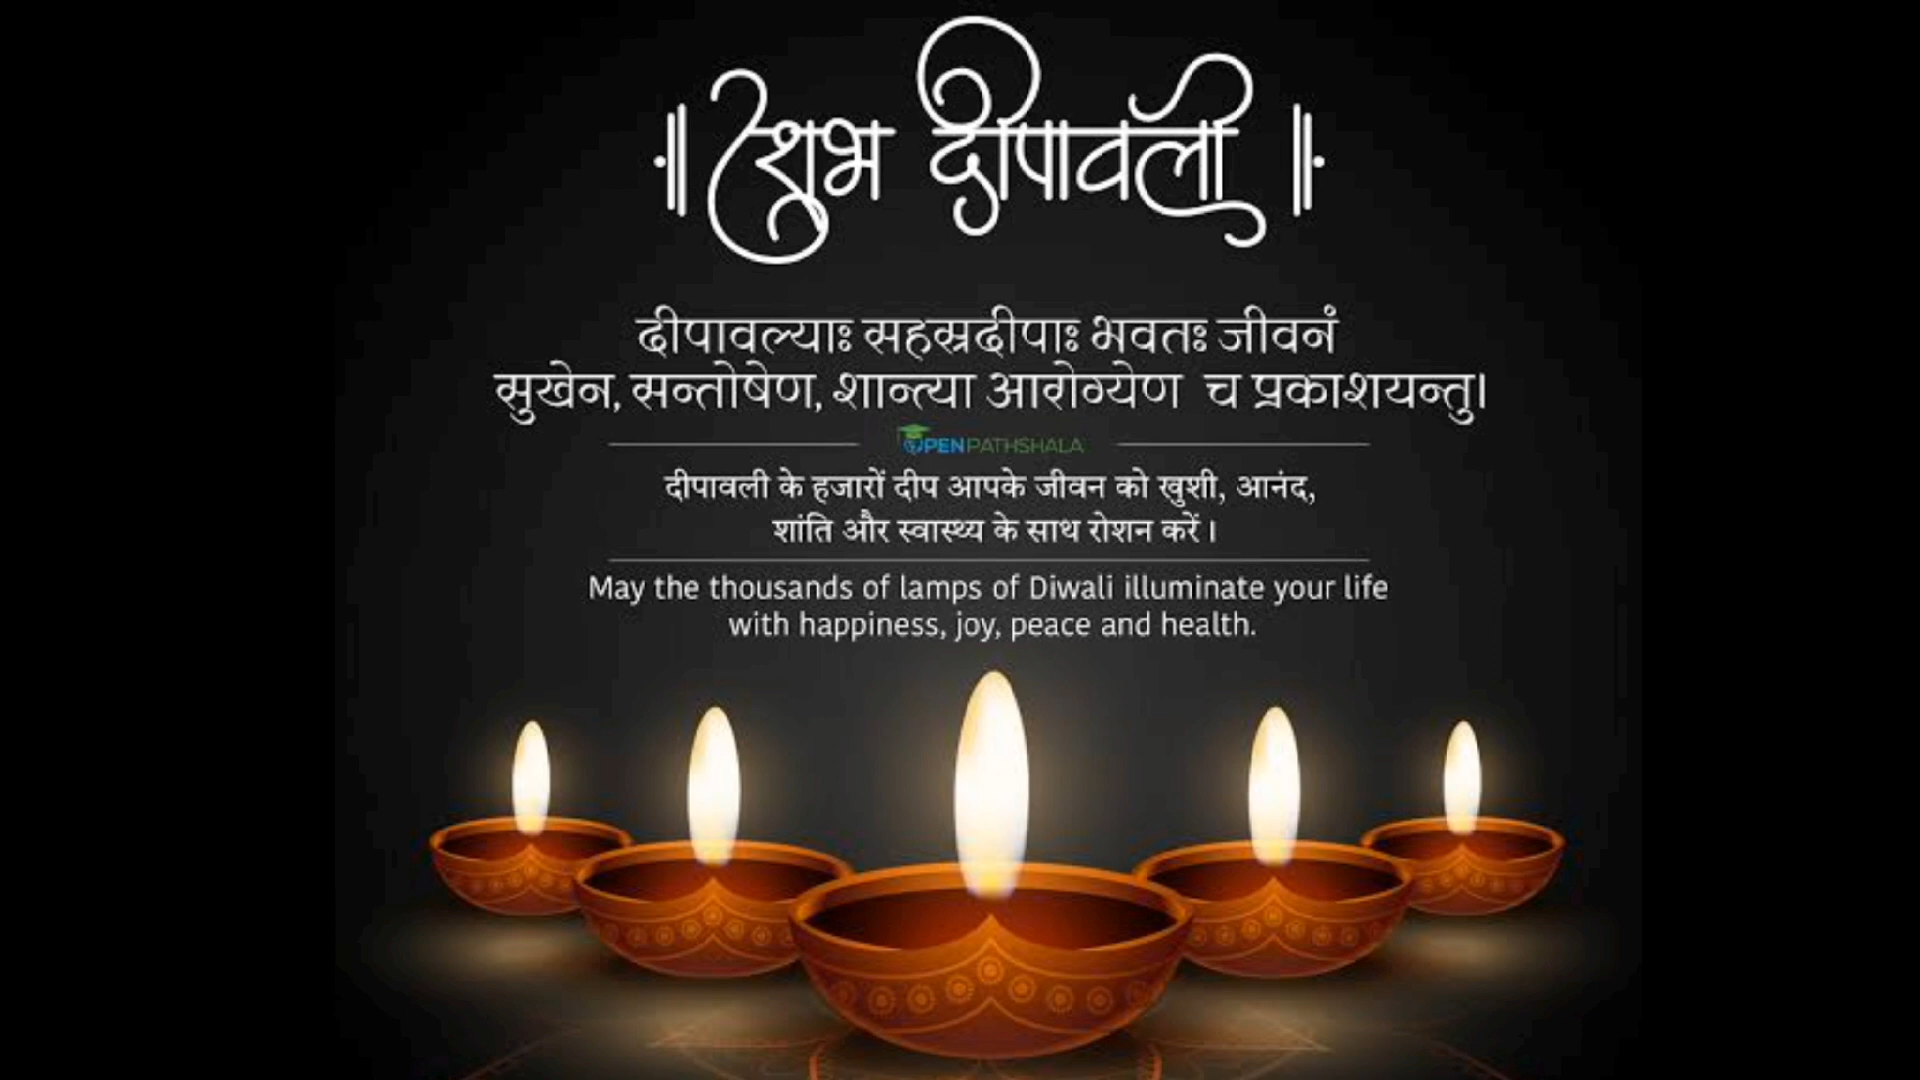 ॥ शुभ दीपावली ॥
दीपावल्याः सहस्रदीपाः भवतः जीवनं
सुखेन, सन्तोषेण, शान्त्या आरोग्येण च प्रकाशयन्तु।
OPENPATHSHALA
दीपावली के हजारों दीप आपके जीवन को खुशी, आनंद,
शांति और स्वास्थ्य के साथ रोशन करें ।
May the thousands of lamps of Diwali illuminate your life
with happiness, joy, peace and health.